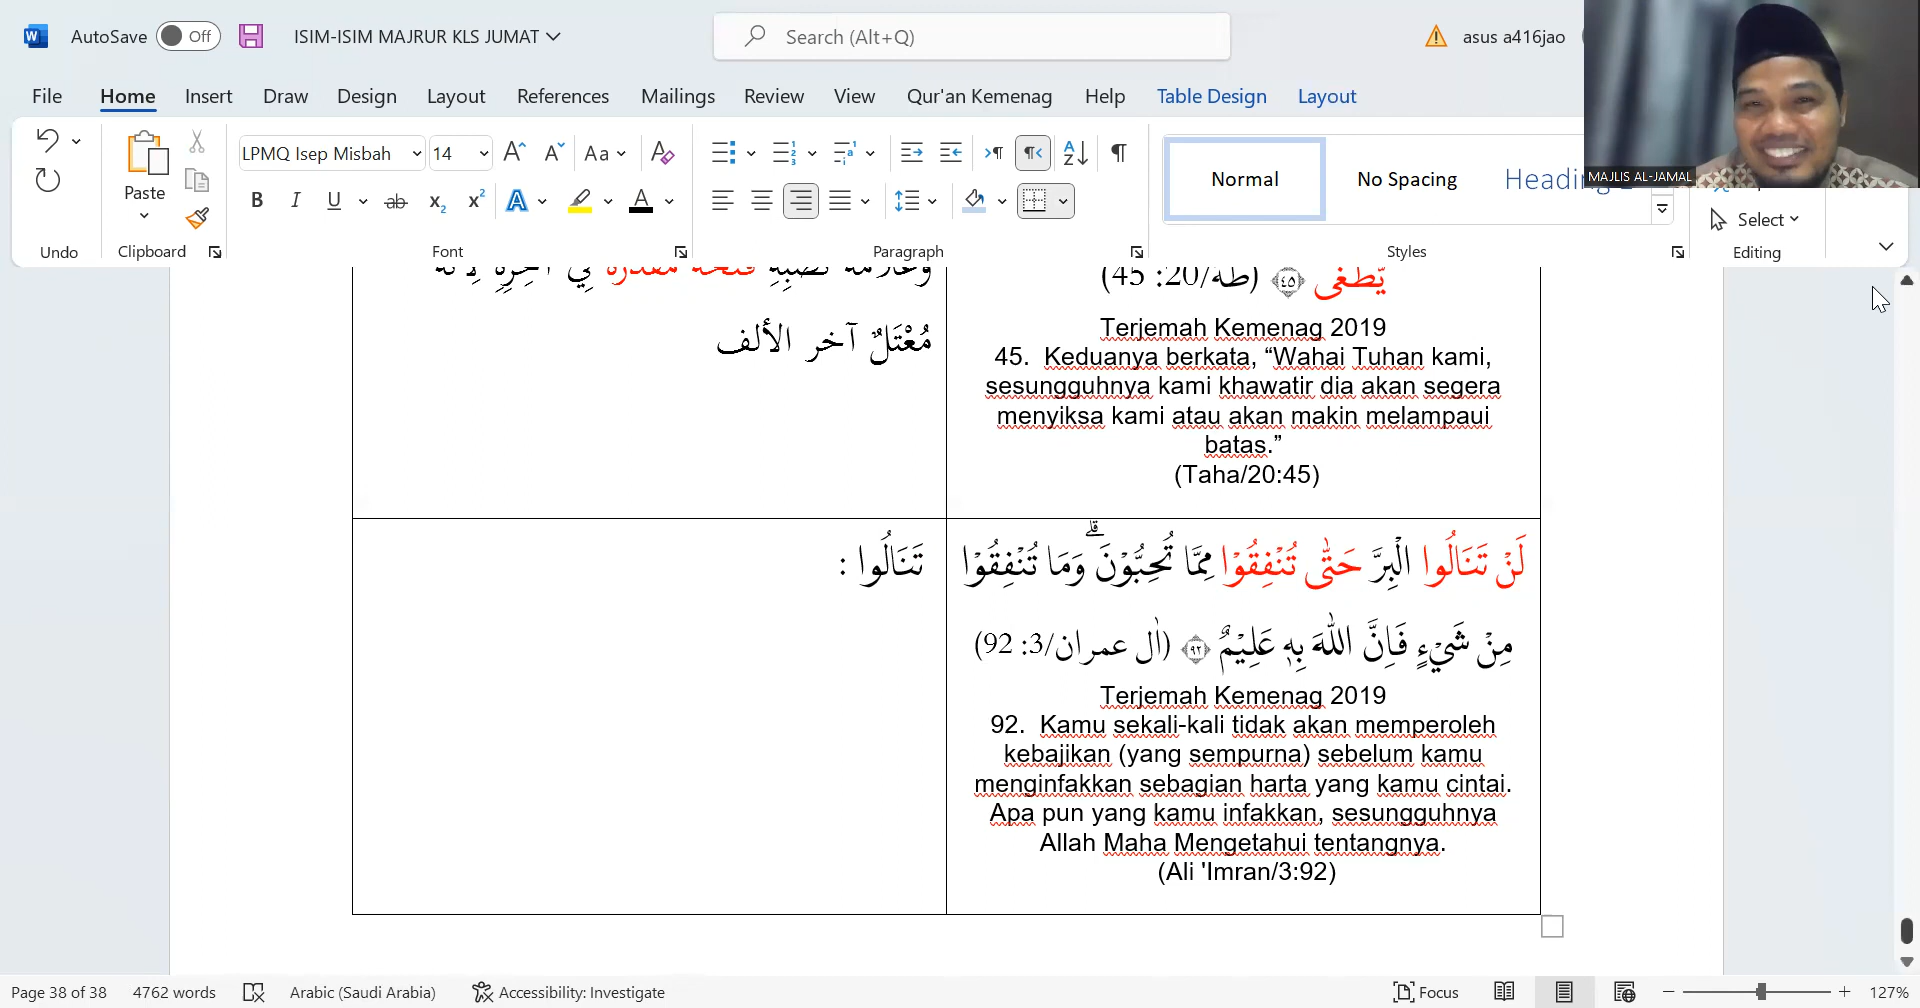 AutoSave Off ISIM-ISIM MAJRUR KLS JUMAT Search (Alt+Q) asus a416jao
File Home Insert Draw Design Layout References Mailings Review View Qur'an Kemenag Help Table Design Layout
MAJLIS AL-JAMAL
LPMQ Isep Misbah 14
Paste
Normal No Spacing Heading
Select
Undo Clipboard Font Paragraph Styles Editing
يَّطْغٰى ٤٥ (طٰهٰ/20: 45)
Terjemah Kemenag 2019
45. Keduanya berkata, “Wahai Tuhan kami,
sesungguhnya kami khawatir dia akan segera
menyiksa kami atau akan makin melampaui
batas.”
(Taha/20:45)
فَتْحَة مُقَدَّرَة فِي آخِرِهِ لِأَنَّهُ
مُعْتَلٌ آخر الألف
لَنْ تَنَالُوا الْبِرَّ حَتّٰى تُنْفِقُوْا مِمَّا تُحِبُّوْنَ ۗوَمَا تُنْفِقُوْا
مِنْ شَيْءٍ فَاِنَّ اللّٰهَ بِهٖ عَلِيْمٌ ٩٢ (اٰل عمران/3: 92)
Terjemah Kemenag 2019
92. Kamu sekali-kali tidak akan memperoleh
kebajikan (yang sempurna) sebelum kamu
menginfakkan sebagian harta yang kamu cintai.
Apa pun yang kamu infakkan, sesungguhnya
Allah Maha Mengetahui tentangnya.
(Ali 'Imran/3:92)
تَنَالُوا :
Page 38 of 38 4762 words Arabic (Saudi Arabia) Accessibility: Investigate Focus 127%